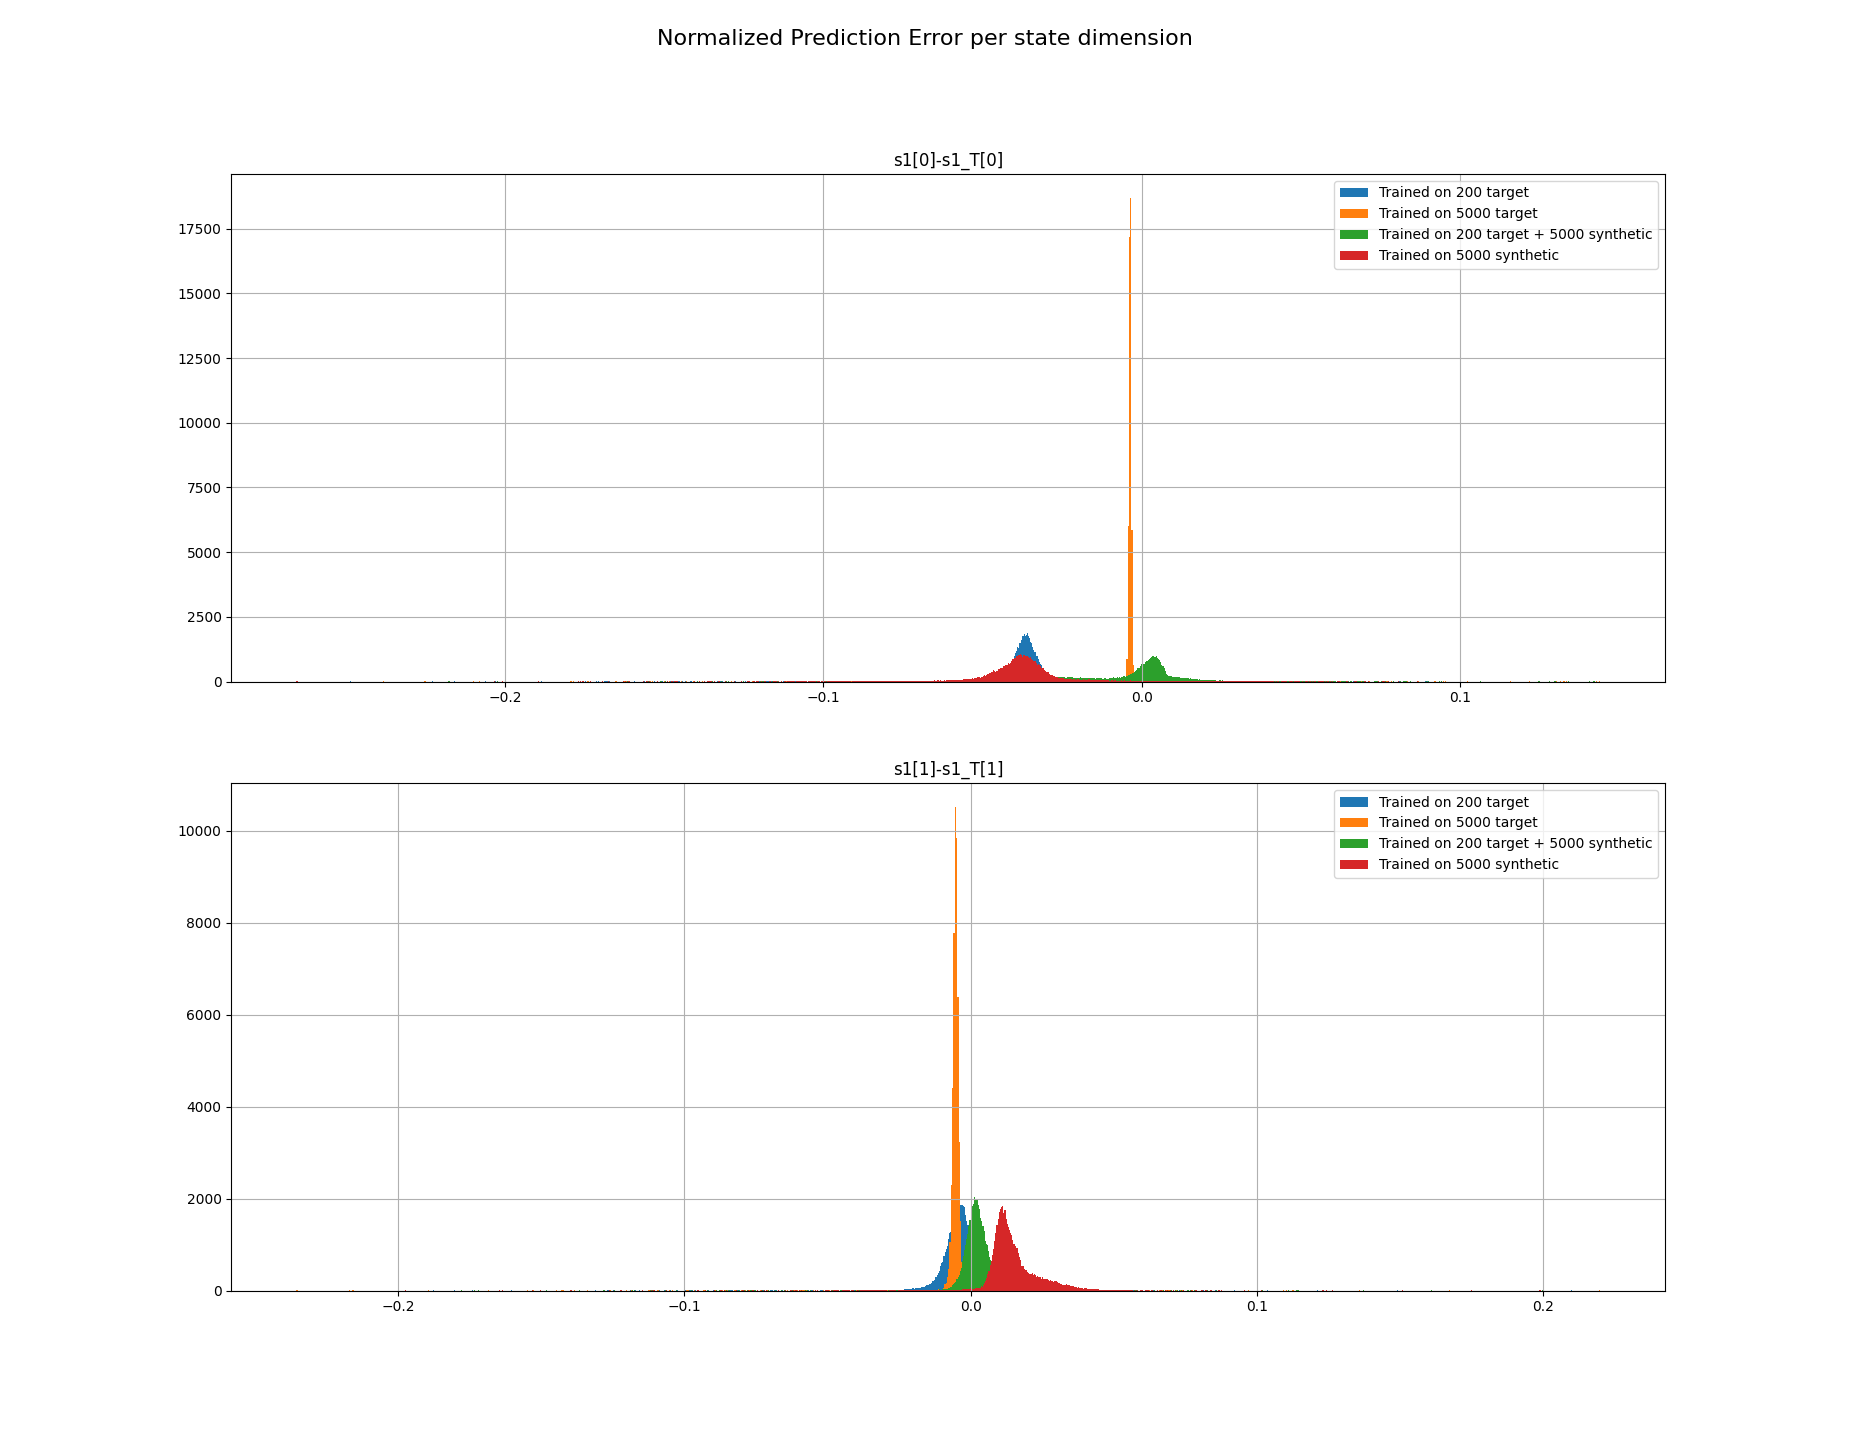 Normalized Prediction Error per state dimension
s1[0]-s1_T[0]
Trained on 200 target
Trained on 5000 target
Trained on 200 target + 5000 synthetic
Trained on 5000 synthetic
17500
15000
12500
10000
7500
5000
2500
0
−0.2 −0.1 0.0 0.1
s1[1]-s1_T[1]
Trained on 200 target
Trained on 5000 target
Trained on 200 target + 5000 synthetic
Trained on 5000 synthetic
10000
8000
6000
4000
2000
0
−0.2 −0.1 0.0 0.1 0.2